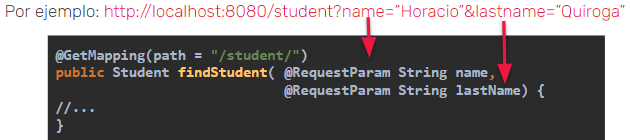 Por ejemplo: http://localhost:8080/student?name=”Horacio”&lastname=”Quiroga”
@GetMapping(path = "/student/")
public Student findStudent( @RequestParam String name,
@RequestParam String lastName) {
//...
}